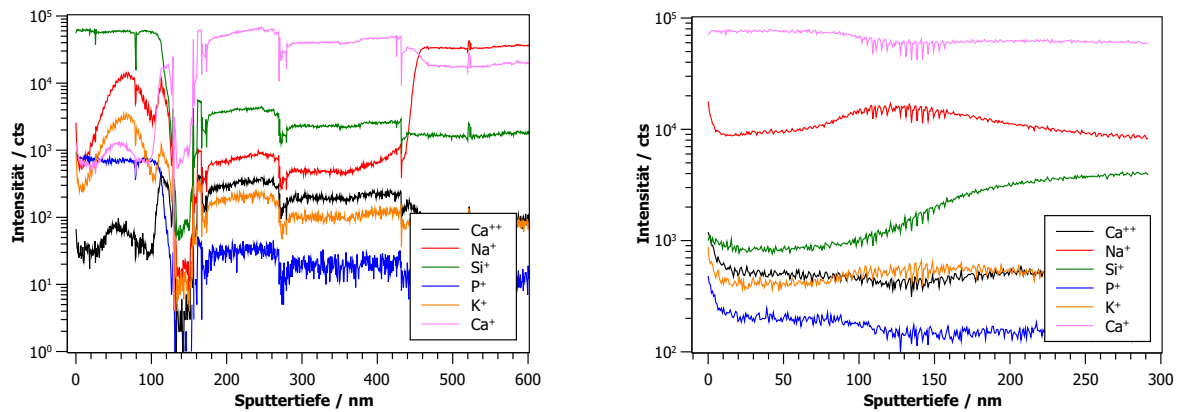 10⁵
10⁴
10³
10²
10¹
10⁰
Intensität / cts
0 100 200 300 400 500 600
Sputtertiefe / nm
Ca⁺⁺
Na⁺
Si⁺
P⁺
K⁺
Ca⁺
10⁵
10⁴
10³
10²
Intensität / cts
0 50 100 150 200 250 300
Sputtertiefe / nm
Ca⁺⁺
Na⁺
Si⁺
P⁺
K⁺
Ca⁺